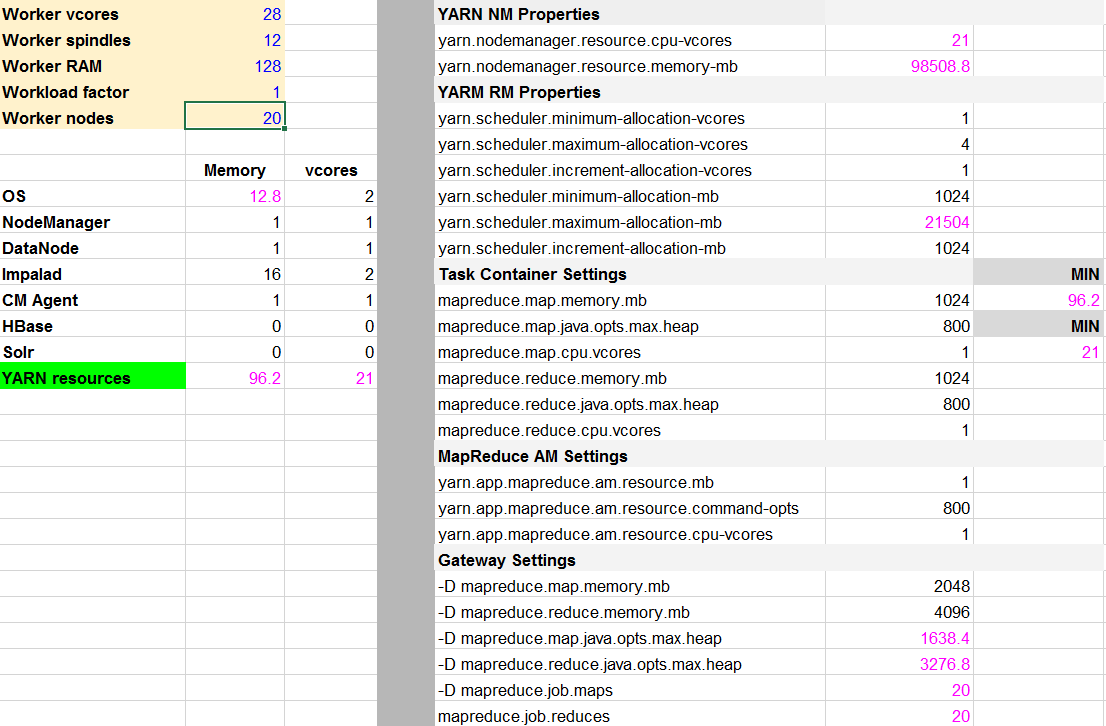 Worker vcores 28
Worker spindles 12
Worker RAM 128
Workload factor 1
Worker nodes 20
Memory vcores
OS 12.8 2
NodeManager 1 1
DataNode 1 1
Impalad 16 2
CM Agent 1 1
HBase 0 0
Solr 0 0
YARN resources 96.2 21
YARN NM Properties
yarn.nodemanager.resource.cpu-vcores 21
yarn.nodemanager.resource.memory-mb 98508.8
YARM RM Properties
yarn.scheduler.minimum-allocation-vcores 1
yarn.scheduler.maximum-allocation-vcores 4
yarn.scheduler.increment-allocation-vcores 1
yarn.scheduler.minimum-allocation-mb 1024
yarn.scheduler.maximum-allocation-mb 21504
yarn.scheduler.increment-allocation-mb 1024
Task Container Settings MIN
mapreduce.map.memory.mb 1024 96.2
mapreduce.map.java.opts.max.heap 800 MIN
mapreduce.map.cpu.vcores 1 21
mapreduce.reduce.memory.mb 1024
mapreduce.reduce.java.opts.max.heap 800
mapreduce.reduce.cpu.vcores 1
MapReduce AM Settings
yarn.app.mapreduce.am.resource.mb 1
yarn.app.mapreduce.am.resource.command-opts 800
yarn.app.mapreduce.am.resource.cpu-vcores 1
Gateway Settings
-D mapreduce.map.memory.mb 2048
-D mapreduce.reduce.memory.mb 4096
-D mapreduce.map.java.opts.max.heap 1638.4
-D mapreduce.reduce.java.opts.max.heap 3276.8
-D mapreduce.job.maps 20
mapreduce.job.reduces 20